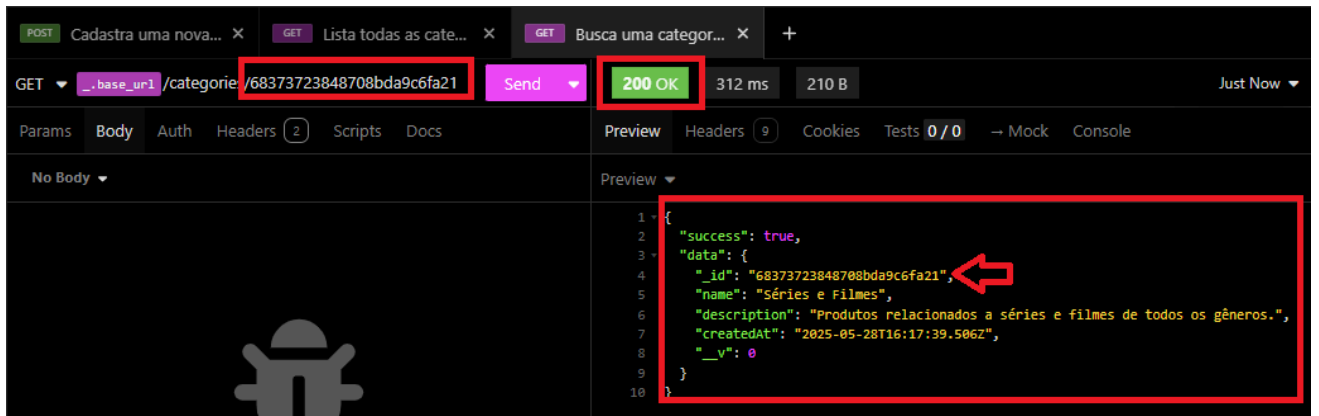 POST Cadastra uma nova... × GET Lista todas as cate... × GET Busca uma categor... × +
GET _.base_url /categories/68373723848708bda9c6fa21 Send 200 OK 312 ms 210 B Just Now
Params Body Auth Headers 2 Scripts Docs Preview Headers 9 Cookies Tests 0 / 0 → Mock Console
No Body Preview
1 {
2 "success": true,
3 "data": {
4 "_id": "68373723848708bda9c6fa21",
5 "name": "Séries e Filmes",
6 "description": "Produtos relacionados a séries e filmes de todos os gêneros.",
7 "createdAt": "2025-05-28T16:17:39.506Z",
8 "__v": 0
9 }
10 }